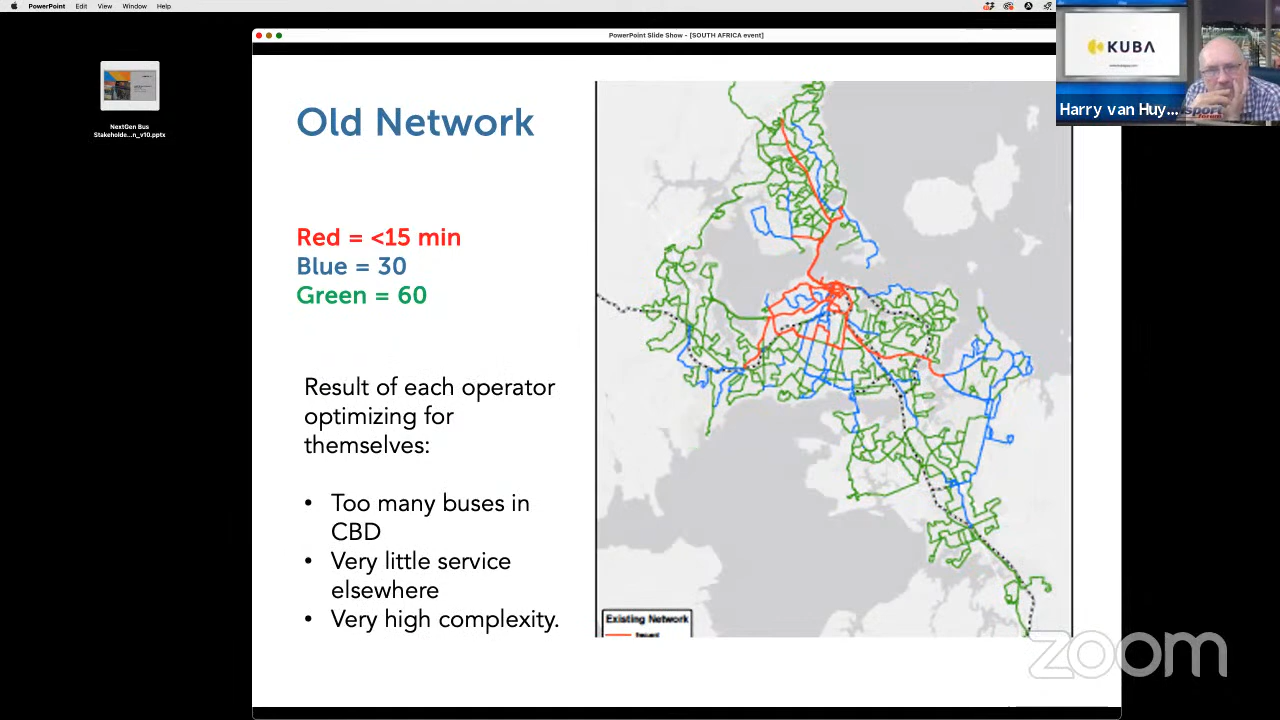 PowerPoint Edit View Window Help
PowerPoint Slide Show - [SOUTH AFRICA event]
KUBA
Harry van Huy...
NextGen Bus
Stakeholde...n_v10.pptx
Old Network
Red = <15 min
Blue = 30
Green = 60
Result of each operator
optimizing for
themselves:
• Too many buses in
CBD
• Very little service
elsewhere
• Very high complexity.
Existing Network
zoom